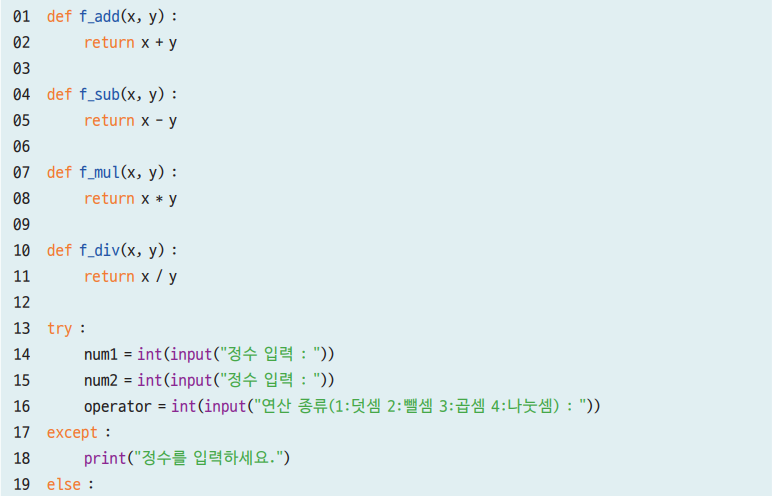 01 def f_add(x, y) :
02     return x + y
03
04 def f_sub(x, y) :
05     return x - y
06
07 def f_mul(x, y) :
08     return x * y
09
10 def f_div(x, y) :
11     return x / y
12
13 try :
14     num1 = int(input("정수 입력 : "))
15     num2 = int(input("정수 입력 : "))
16     operator = int(input("연산 종류(1:덧셈 2:뺄셈 3:곱셈 4:나눗셈) : "))
17 except :
18     print("정수를 입력하세요.")
19 else :